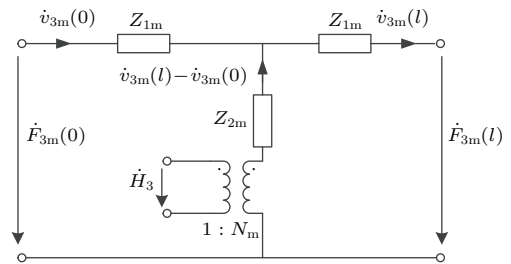 v̇₃ₘ(0) Z₁ₘ Z₁ₘ v̇₃ₘ(l)
v̇₃ₘ(l)−v̇₃ₘ(0)
Z₂ₘ
Ḟ₃ₘ(0) Ḟ₃ₘ(l)
Ḣ₃
1 : Nₘ